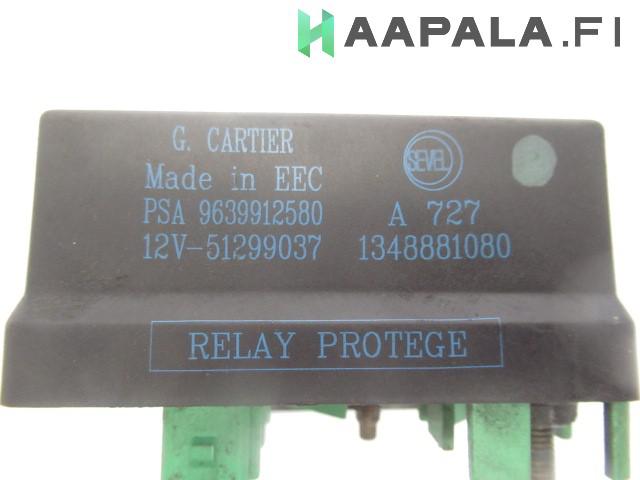 HAAPALA.FI
G. CARTIER
SEVEL
Made in EEC
PSA 9639912580
A 727
12V-51299037
1348881080
RELAY PROTEGE